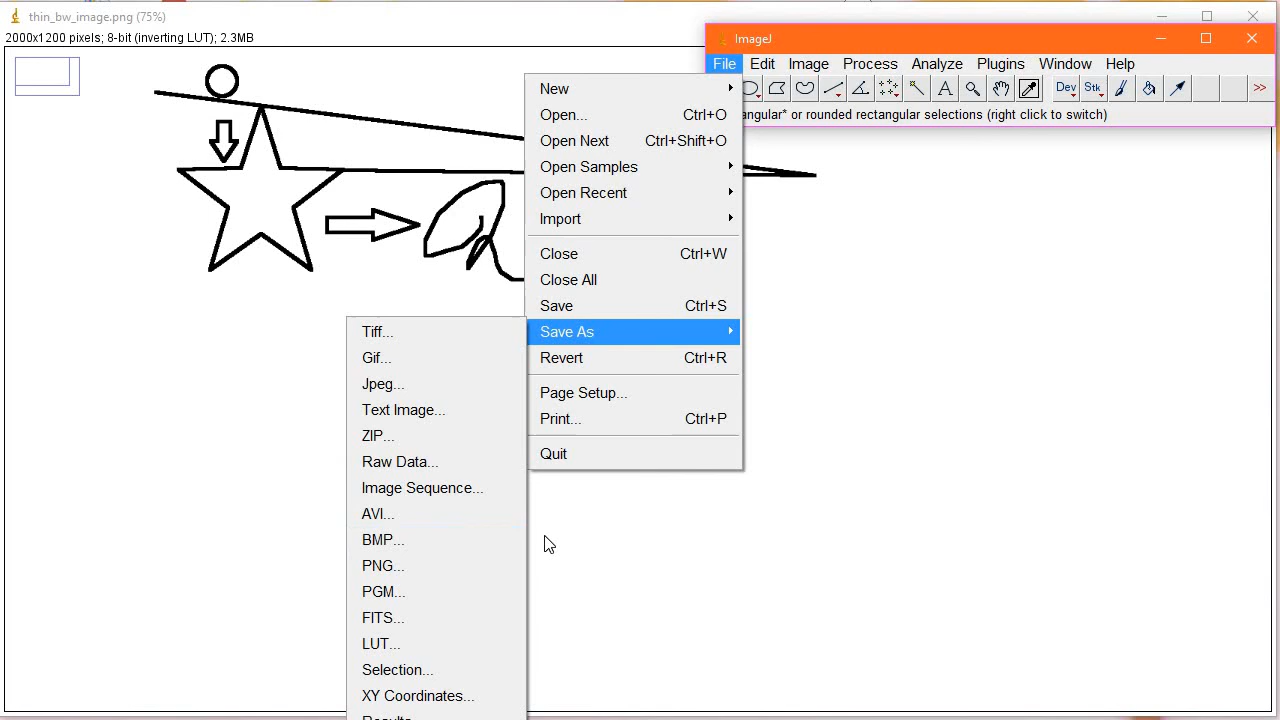 thin_bw_image.png (75%)
2000x1200 pixels; 8-bit (inverting LUT); 2.3MB
ImageJ
File Edit Image Process Analyze Plugins Window Help
Dev Stk >>
angular* or rounded rectangular selections (right click to switch)
New
Open... Ctrl+O
Open Next Ctrl+Shift+O
Open Samples
Open Recent
Import
Close Ctrl+W
Close All
Save Ctrl+S
Save As
Revert Ctrl+R
Page Setup...
Print... Ctrl+P
Quit
Tiff...
Gif...
Jpeg...
Text Image...
ZIP...
Raw Data...
Image Sequence...
AVI...
BMP...
PNG...
PGM...
FITS...
LUT...
Selection...
XY Coordinates...
Results...